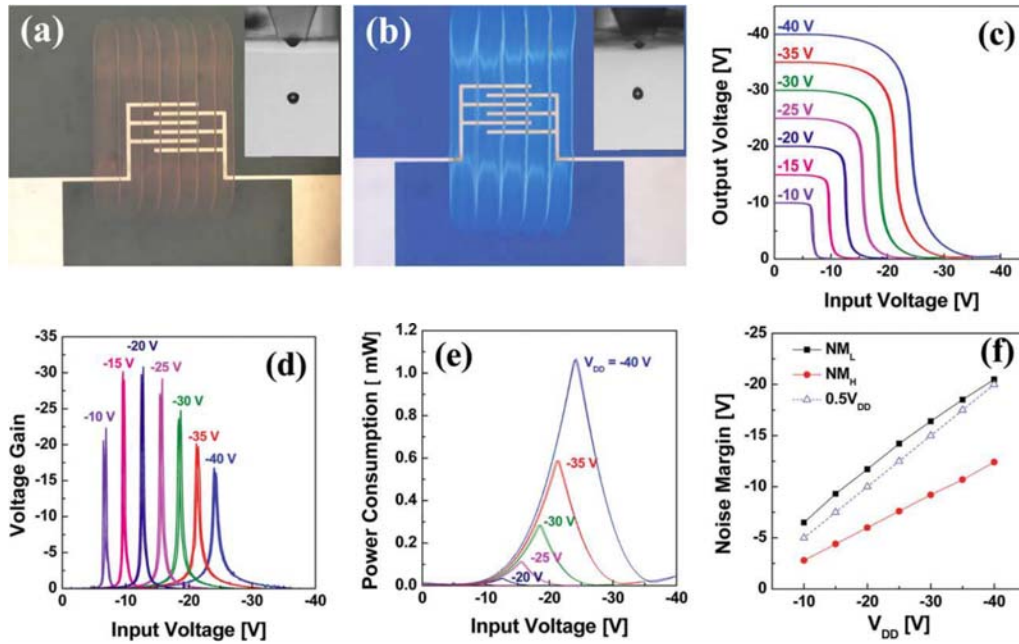 (a)
(b)
(c)
Output Voltage [V]
-40
-30
-20
-10
0
-40 V
-35 V
-30 V
-25 V
-20 V
-15 V
-10 V
0 -10 -20 -30 -40
Input Voltage [V]
(d)
Voltage Gain
-35
-30
-25
-20
-15
-10
-5
0
-20 V
-15 V
-25 V
-30 V
-10 V
-35 V
-40 V
0 -10 -20 -30 -40
Input Voltage [V]
(e)
Power Consumption [ mW]
1.2
1.0
0.8
0.6
0.4
0.2
0.0
V_DD = -40 V
-35 V
-30 V
-25 V
-20 V
0 -10 -20 -30 -40
Input Voltage [V]
(f)
Noise Margin [V]
-25
-20
-15
-10
-5
0
NM_L
NM_H
0.5V_DD
-10 -20 -30 -40
V_DD [V]